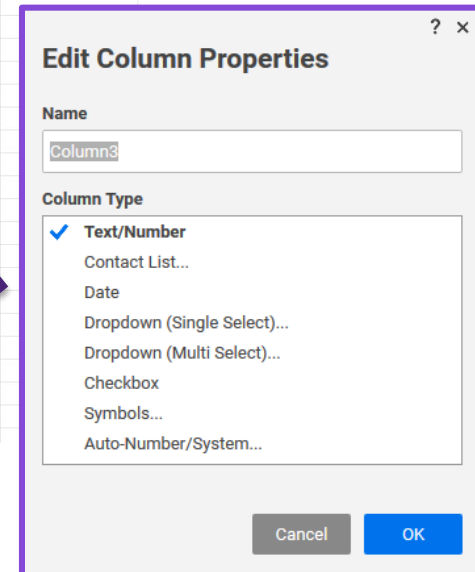 ? ×
Edit Column Properties
Name
Column3
Column Type
Text/Number
Contact List...
Date
Dropdown (Single Select)...
Dropdown (Multi Select)...
Checkbox
Symbols...
Auto-Number/System...
Cancel OK